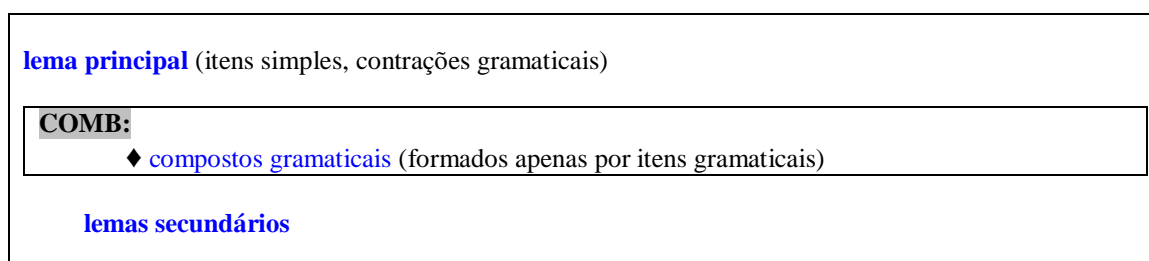 lema principal (itens simples, contrações gramaticais)
COMB:
♦ compostos gramaticais (formados apenas por itens gramaticais)
lemas secundários